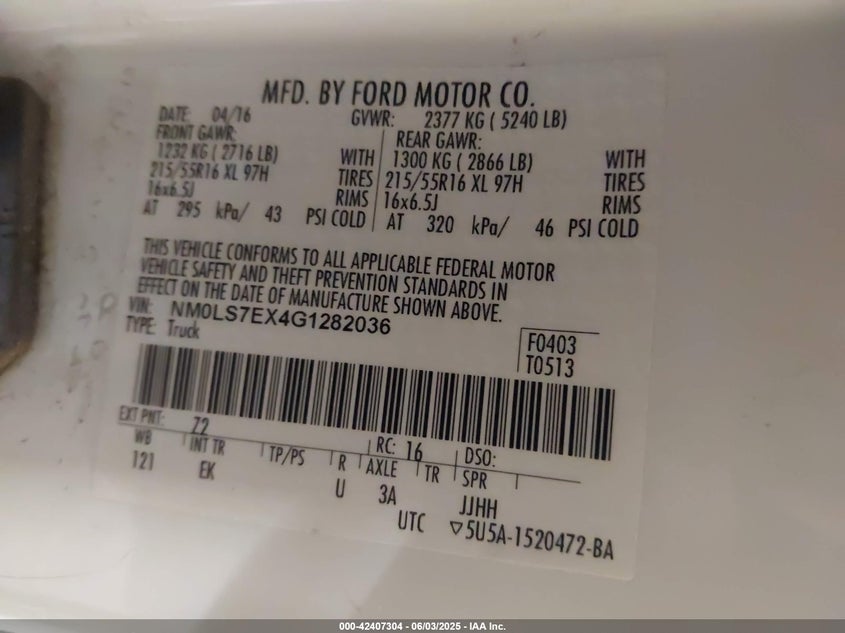 MFD. BY FORD MOTOR CO.
DATE: 04/16 GVWR: 2377 KG ( 5240 LB)
FRONT GAWR: REAR GAWR:
1232 KG ( 2716 LB) WITH 1300 KG ( 2866 LB) WITH
215/55R16 XL 97H TIRES 215/55R16 XL 97H TIRES
16x6.5J RIMS 16x6.5J RIMS
AT 295 kPa/ 43 PSI COLD AT 320 kPa/ 46 PSI COLD
THIS VEHICLE CONFORMS TO ALL APPLICABLE FEDERAL MOTOR
VEHICLE SAFETY AND THEFT PREVENTION STANDARDS IN
EFFECT ON THE DATE OF MANUFACTURE SHOWN ABOVE.
VIN: NM0LS7EX4G1282036
TYPE: Truck
F0403
T0513
EXT PNT: Z2 RC: 16 DSO:
WB INT TR TP/PS R AXLE TR SPR
121 EK U 3A JJHH
UTC ▽5U5A-1520472-BA
000-42407304 - 06/03/2025 - IAA Inc.